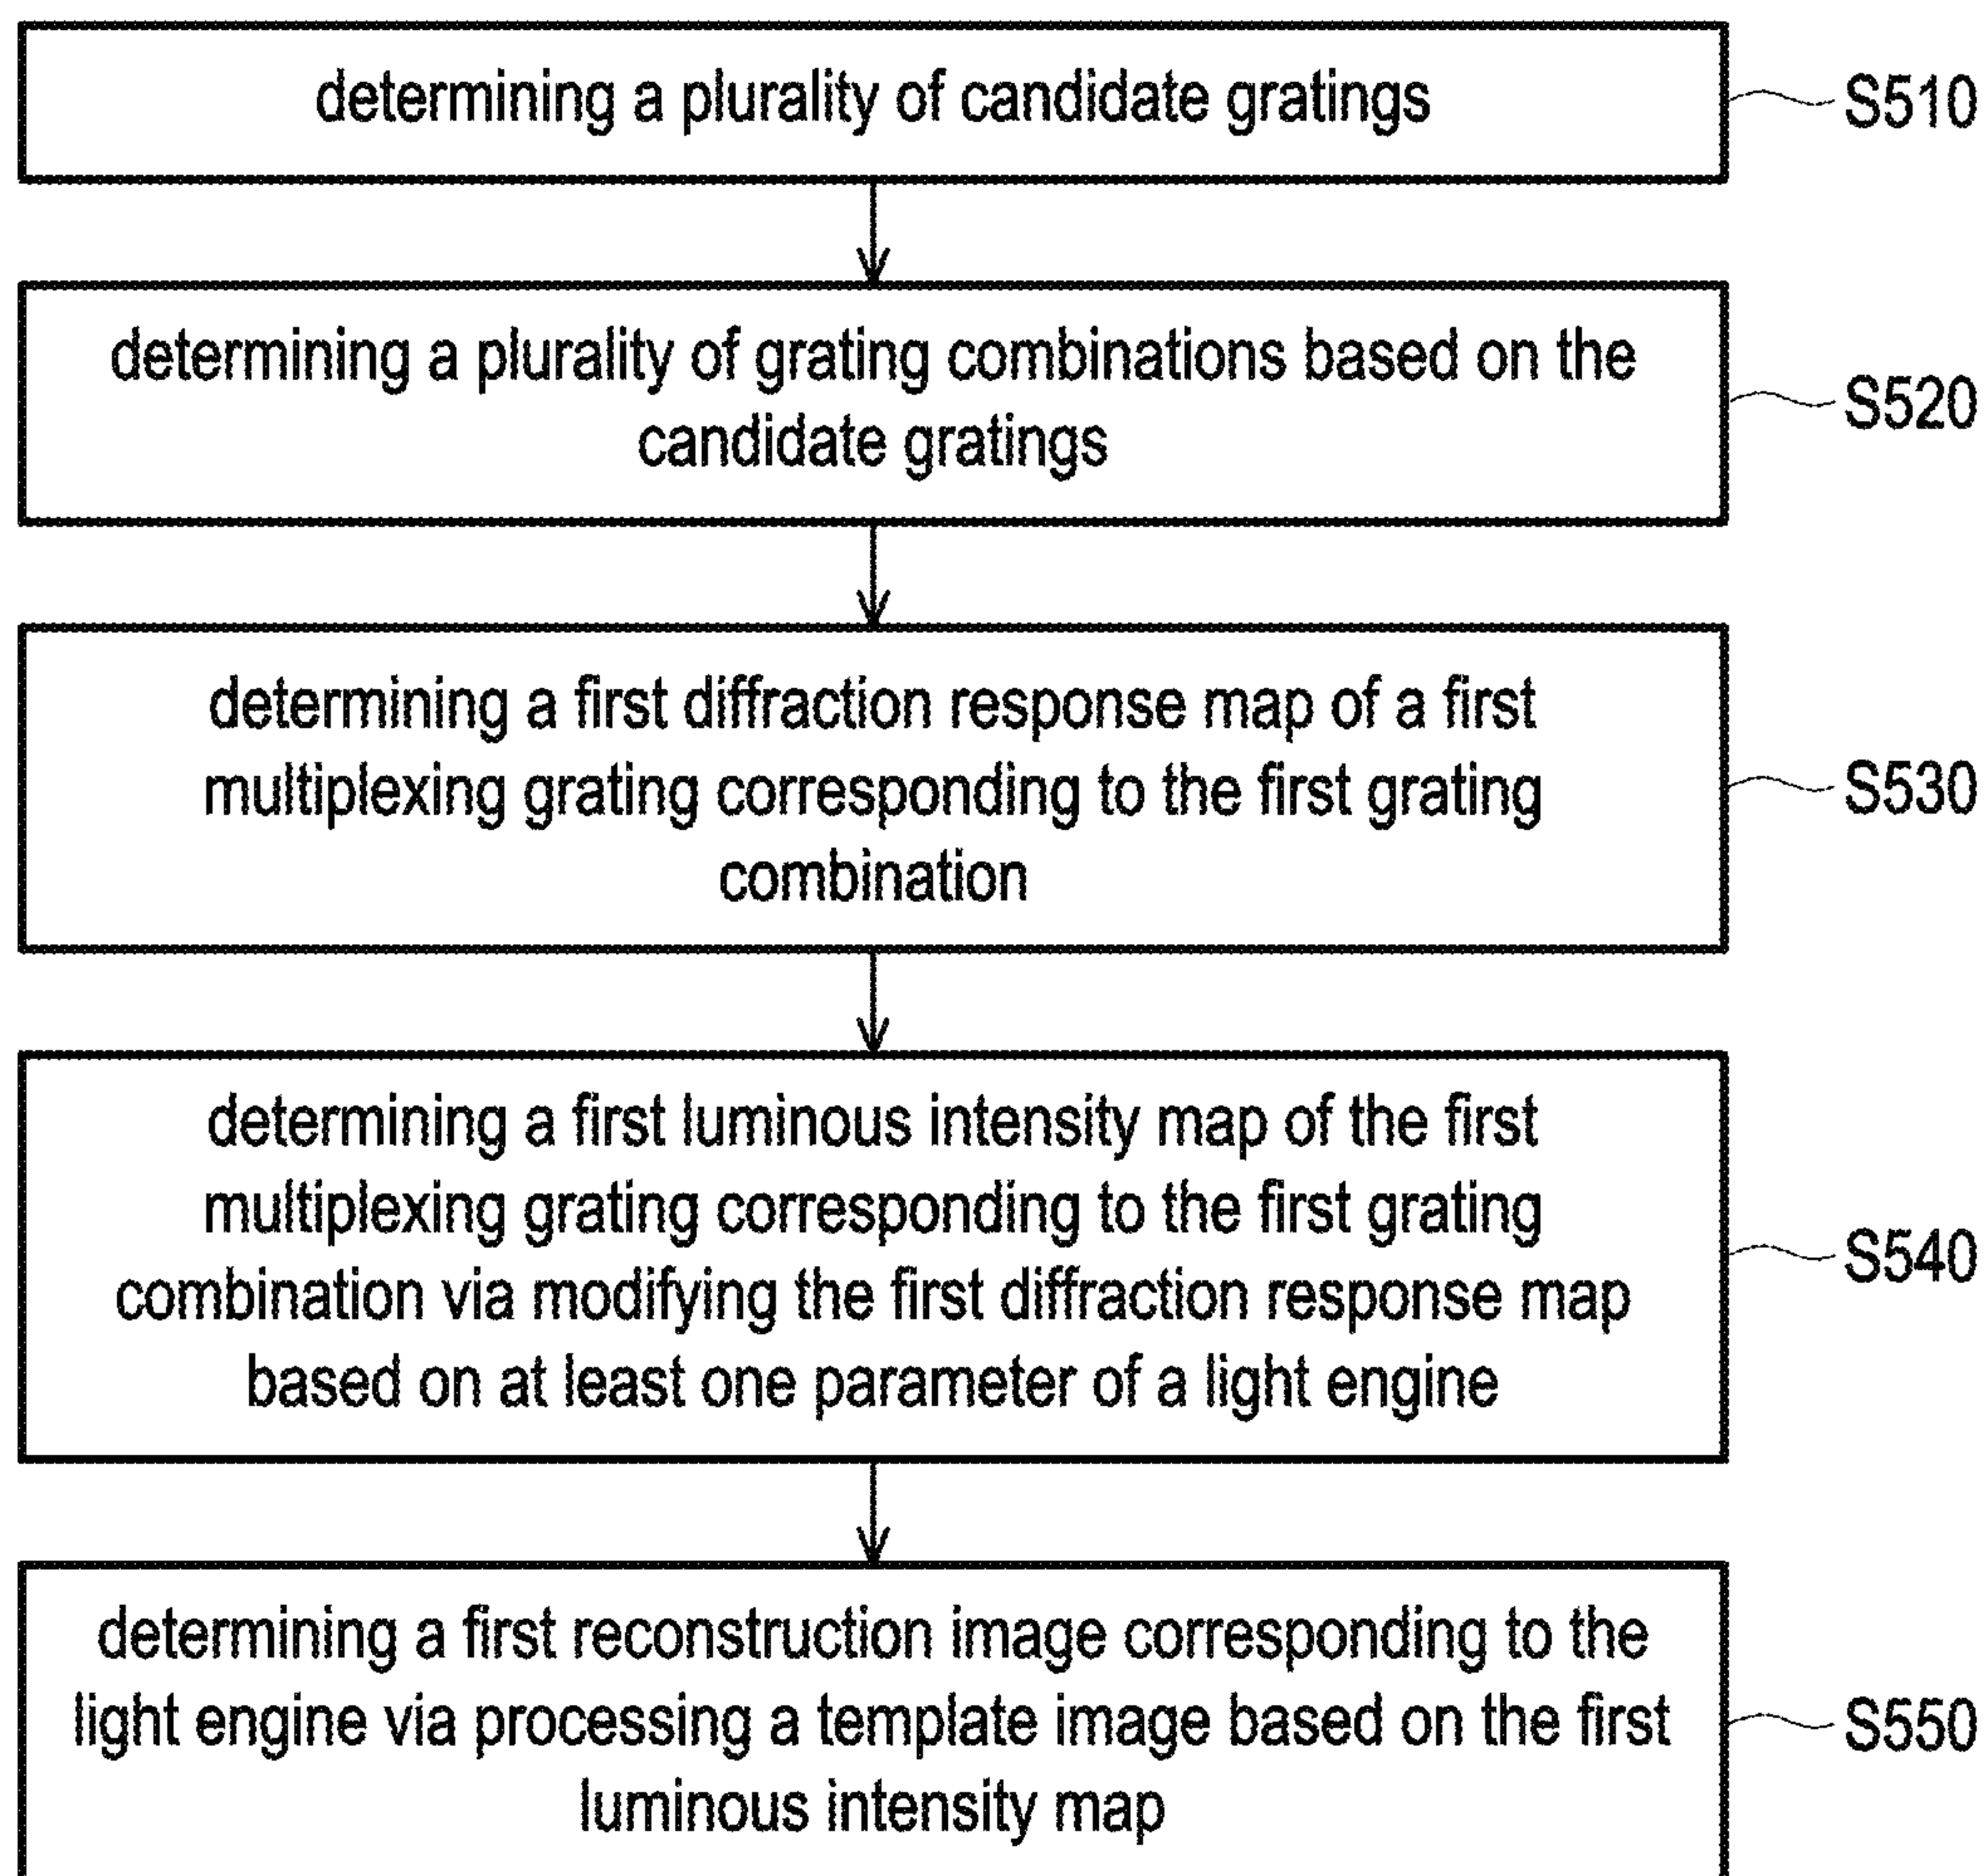 determining a plurality of candidate gratings
S510
determining a plurality of grating combinations based on the
candidate gratings
S520
determining a first diffraction response map of a first
multiplexing grating corresponding to the first grating
combination
S530
determining a first luminous intensity map of the first
multiplexing grating corresponding to the first grating
combination via modifying the first diffraction response map
based on at least one parameter of a light engine
S540
determining a first reconstruction image corresponding to the
light engine via processing a template image based on the first
luminous intensity map
S550